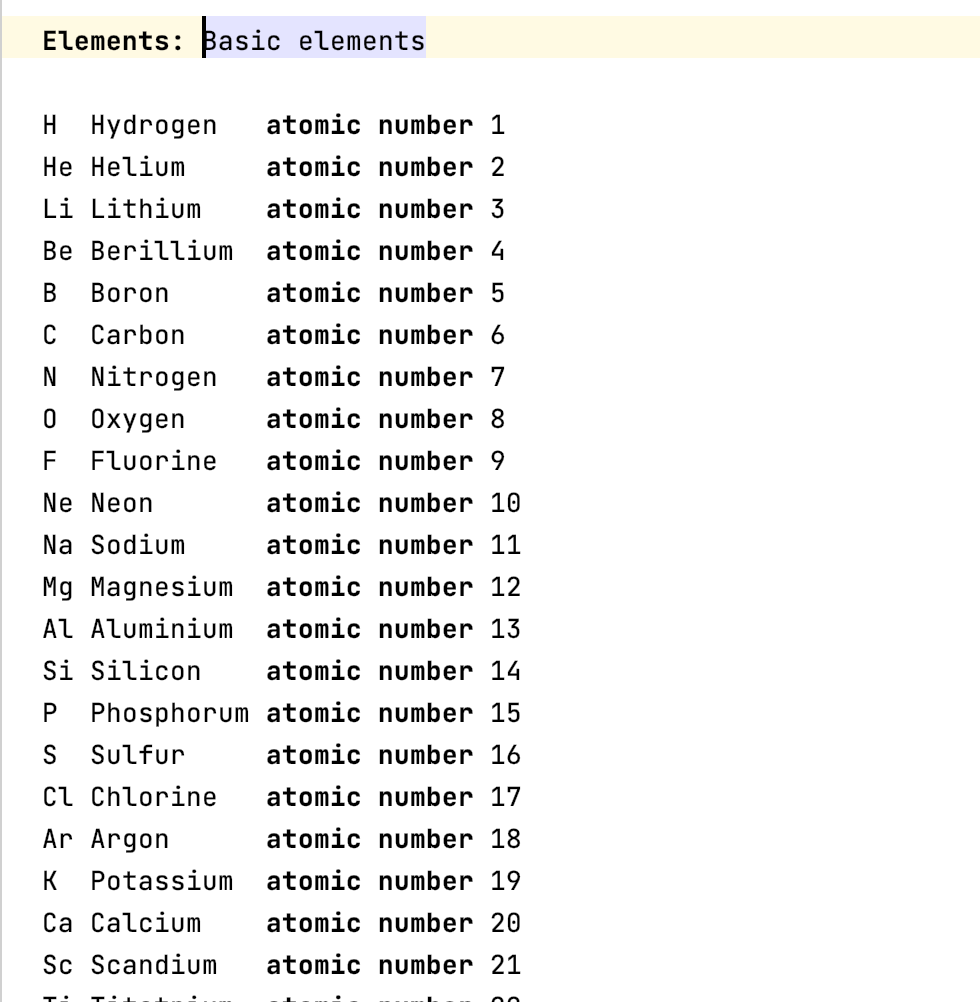 Elements: Basic elements
H Hydrogen atomic number 1
He Helium atomic number 2
Li Lithium atomic number 3
Be Berillium atomic number 4
B Boron atomic number 5
C Carbon atomic number 6
N Nitrogen atomic number 7
O Oxygen atomic number 8
F Fluorine atomic number 9
Ne Neon atomic number 10
Na Sodium atomic number 11
Mg Magnesium atomic number 12
Al Aluminium atomic number 13
Si Silicon atomic number 14
P Phosphorum atomic number 15
S Sulfur atomic number 16
Cl Chlorine atomic number 17
Ar Argon atomic number 18
K Potassium atomic number 19
Ca Calcium atomic number 20
Sc Scandium atomic number 21